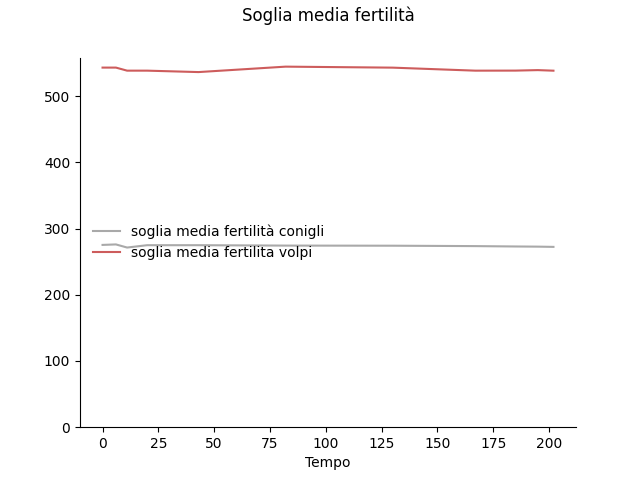 Soglia media fertilità
500
400
300
soglia media fertilità conigli
soglia media fertilita volpi
200
100
0
0 25 50 75 100 125 150 175 200
Tempo